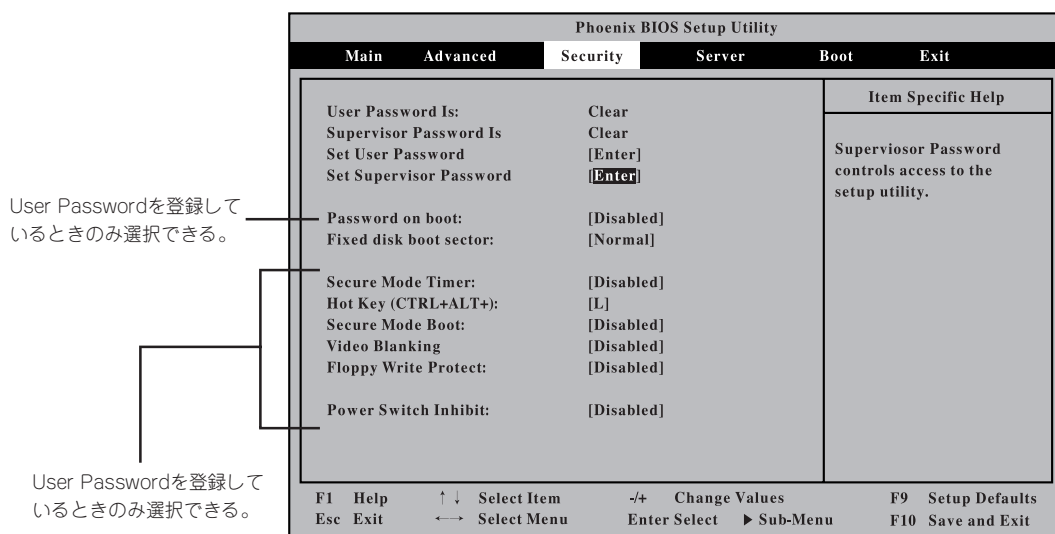 Phoenix BIOS Setup Utility
Main Advanced Security Server Boot Exit
User Password Is: Clear
Supervisor Password Is Clear
Set User Password [Enter]
Set Supervisor Password [Enter]
Password on boot: [Disabled]
Fixed disk boot sector: [Normal]
Secure Mode Timer: [Disabled]
Hot Key (CTRL+ALT+): [L]
Secure Mode Boot: [Disabled]
Video Blanking [Disabled]
Floppy Write Protect: [Disabled]
Power Switch Inhibit: [Disabled]
Item Specific Help
Superviosor Password
controls access to the
setup utility.
User Passwordを登録して
いるときのみ選択できる。
User Passwordを登録して
いるときのみ選択できる。
F1 Help ↑↓ Select Item -/+ Change Values F9 Setup Defaults
Esc Exit ←→ Select Menu Enter Select ▶ Sub-Menu F10 Save and Exit